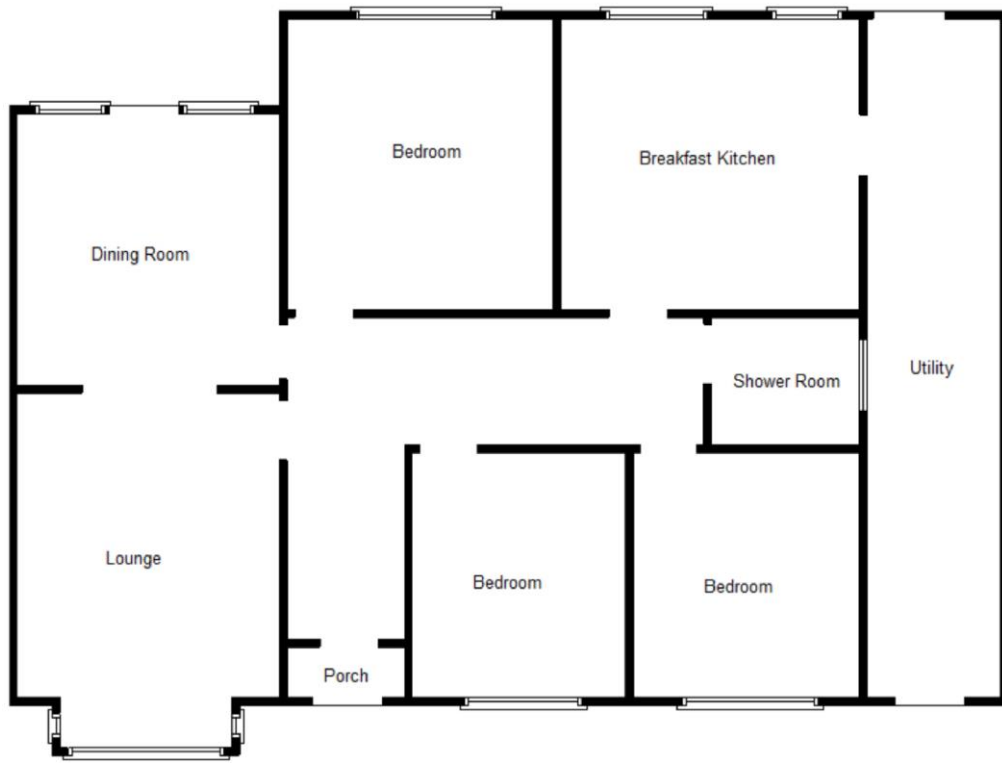 Bedroom
Breakfast Kitchen
Dining Room
Utility
Shower Room
Lounge
Bedroom
Bedroom
Porch